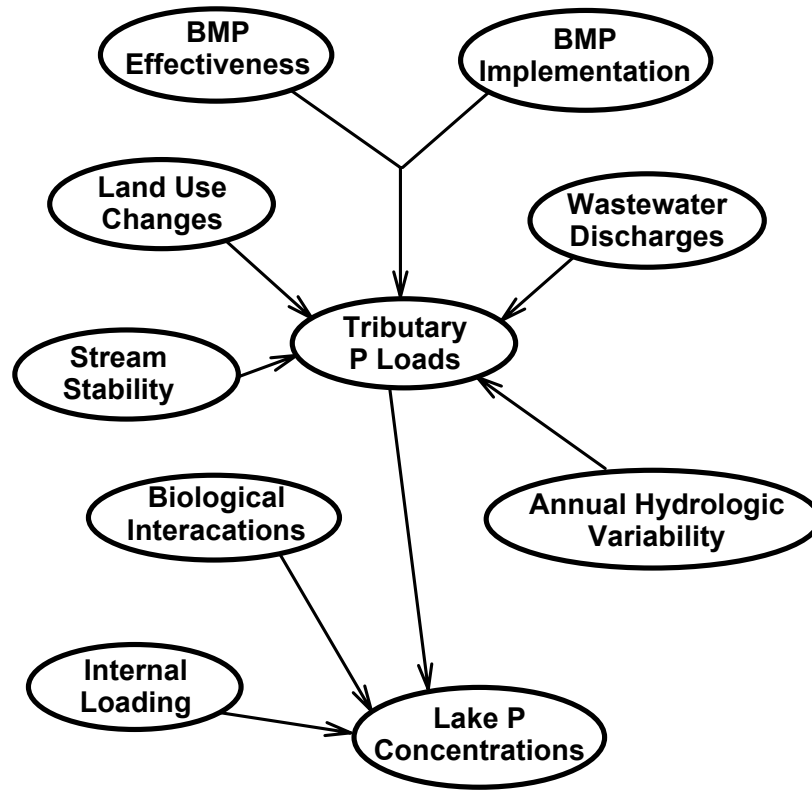 BMP
Effectiveness
BMP
Implementation
Land Use
Changes
Wastewater
Discharges
Tributary
P Loads
Stream
Stability
Biological
Interacations
Annual Hydrologic
Variability
Internal
Loading
Lake P
Concentrations